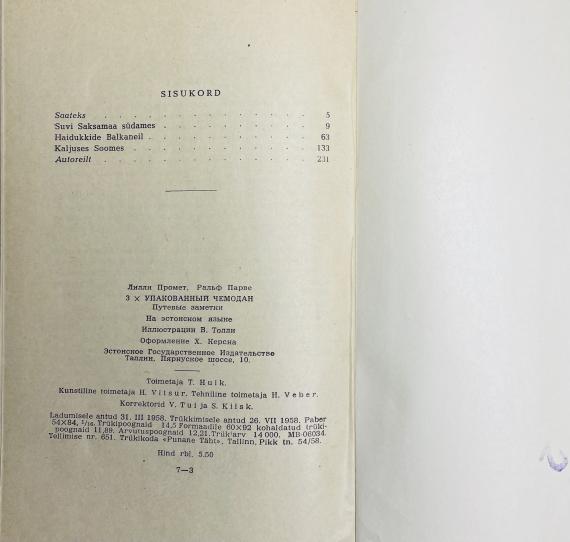 SISUKORD
Saateks . . . . . . . . . . . . . . 5
Suvi Saksamaa südames . . . . . . . . . . 9
Haidukkide Balkaneil . . . . . . . . . . . 63
Kaljuses Soomes . . . . . . . . . . . . 133
Autoreilt . . . . . . . . . . . . . . 231
Лилли Промет, Ральф Парве
3 × УПАКОВАННЫЙ ЧЕМОДАН
Путевые заметки
На эстонском языке
Иллюстрации В. Толли
Оформление Х. Керсна
Эстонское Государственное Издательство
Таллин, Пярнуское шоссе, 10.
Toimetaja T. Huik.
Kunstiline toimetaja H. Vitsur. Tehniline toimetaja H. Veber.
Korrektorid V. Tui ja S. Kiisk.
Ladumisele antud 31. III 1958. Trükkimisele antud 26. VII 1958. Paber
54×84, 1/16. Trükipoognaid 14,5 Formaadile 60×92 kohaldatud trüki-
poognaid 11,89. Arvutuspoognaid 12,21. Trükiarv 14 000. MB-06034.
Tellimise nr. 651. Trükikoda «Punane Täht», Tallinn, Pikk tn. 54/58.
Hind rbl. 5.50
7—3